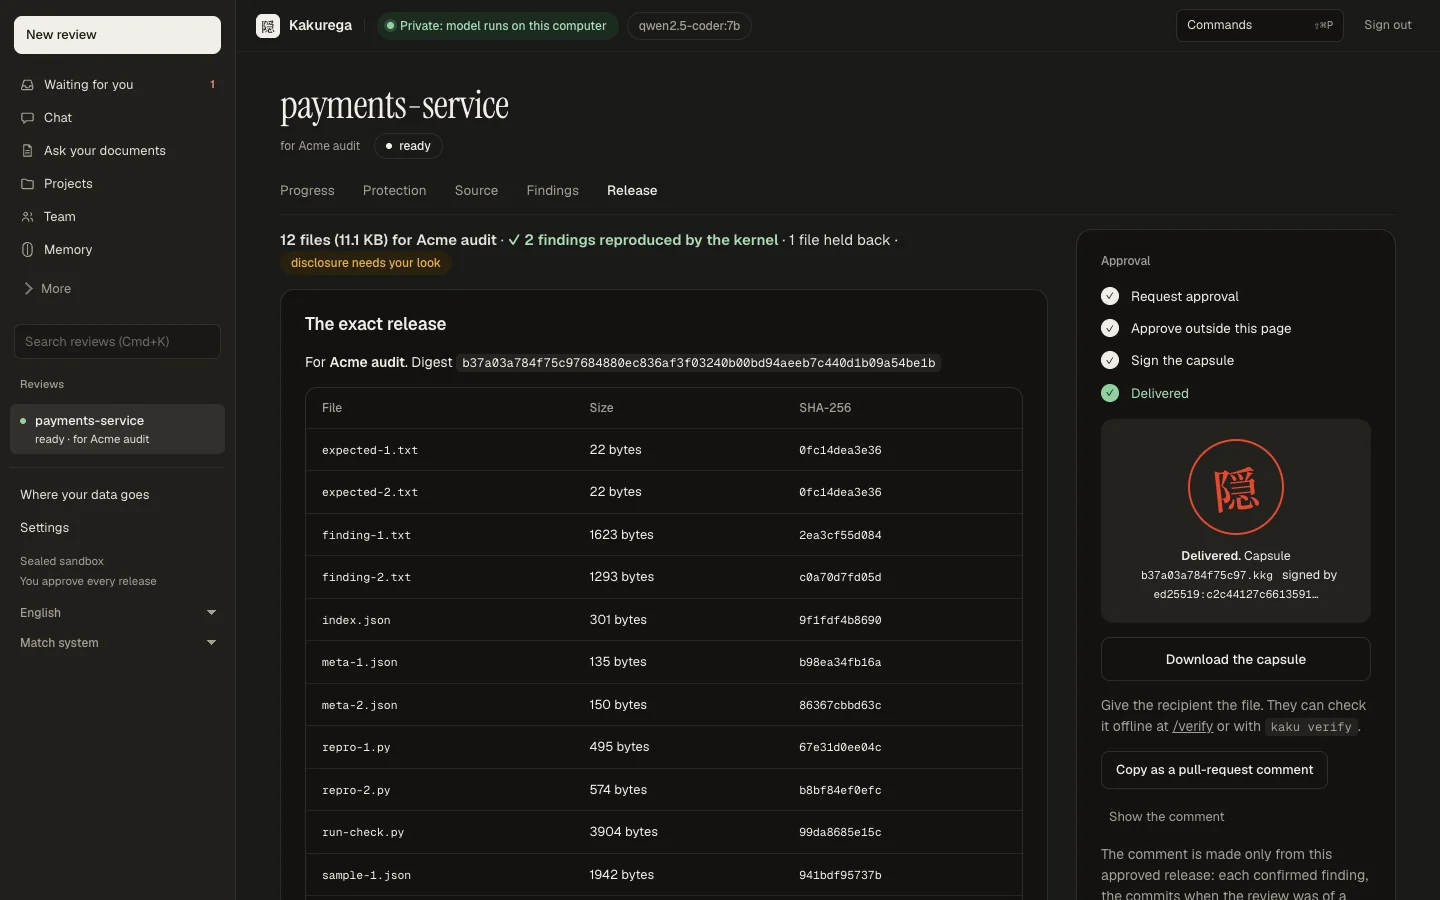 New review
Waiting for you 1
Chat
Ask your documents
Projects
Team
Memory
More
Search reviews (Cmd+K)
Reviews
payments-service
ready · for Acme audit
Where your data goes
Settings
Sealed sandbox
You approve every release
English
Match system
隠 Kakurega
Private: model runs on this computer
qwen2.5-coder:7b
Commands ⇧⌘P
Sign out
payments-service
for Acme audit
ready
Progress Protection Source Findings Release
12 files (11.1 KB) for Acme audit · ✓ 2 findings reproduced by the kernel · 1 file held back ·
disclosure needs your look
The exact release
For Acme audit. Digest b37a03a784f75c97684880ec836af3f03240b00bd94aeeb7c440d1b09a54be1b
File Size SHA-256
expected-1.txt 22 bytes 0fc14dea3e36
expected-2.txt 22 bytes 0fc14dea3e36
finding-1.txt 1623 bytes 2ea3cf55d084
finding-2.txt 1293 bytes c0a70d7fd05d
index.json 301 bytes 9f1fdf4b8690
meta-1.json 135 bytes b98ea34fb16a
meta-2.json 150 bytes 86367cbbd63c
repro-1.py 495 bytes 67e31d0ee04c
repro-2.py 574 bytes b8bf84ef0efc
run-check.py 3904 bytes 99da8685e15c
sample-1.json 1942 bytes 941bdf95737b
Approval
Request approval
Approve outside this page
Sign the capsule
Delivered
隠
Delivered. Capsule
b37a03a784f75c97.kkg signed by
ed25519:c2c44127c6613591…
Download the capsule
Give the recipient the file. They can check
it offline at /verify or with kaku verify.
Copy as a pull-request comment
Show the comment
The comment is made only from this
approved release: each confirmed finding,
the commits when the review was of a